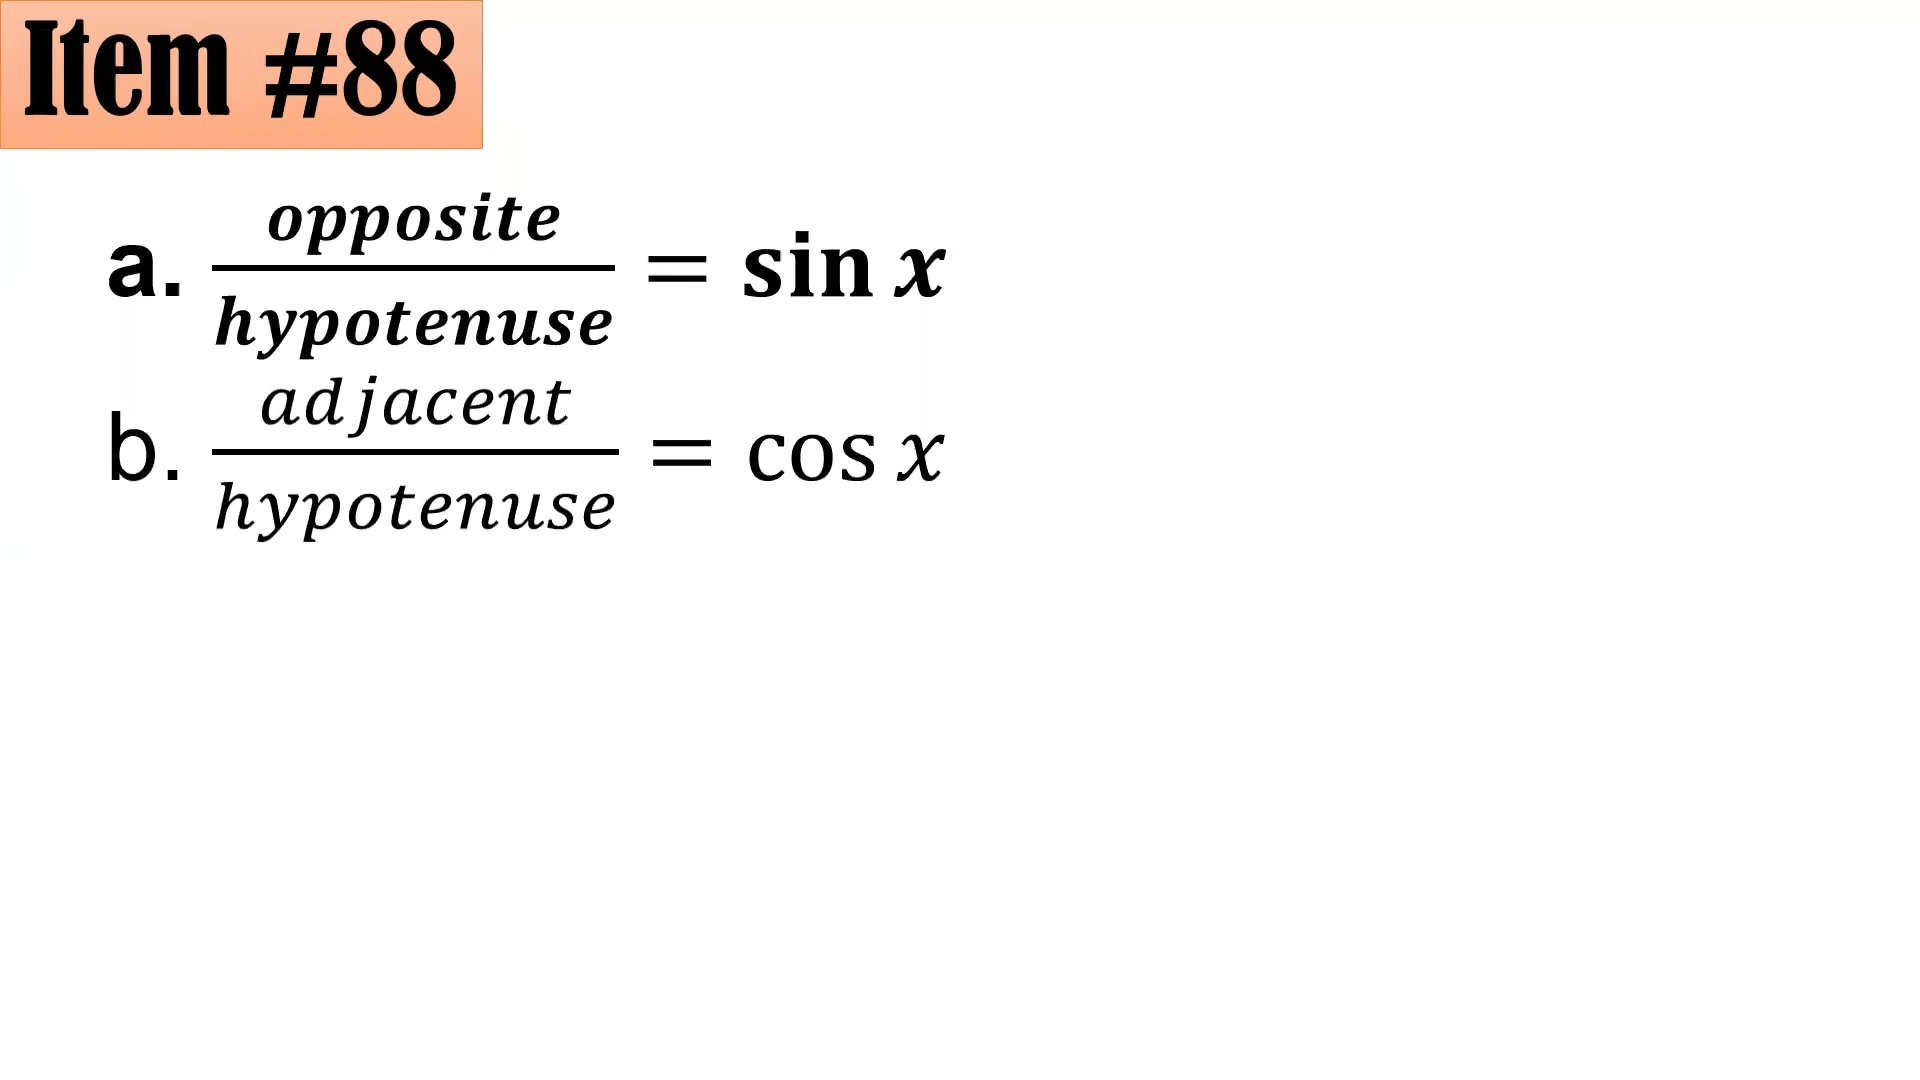 Item #88
a. opposite/hypotenuse = sin x
b. adjacent/hypotenuse = cos x